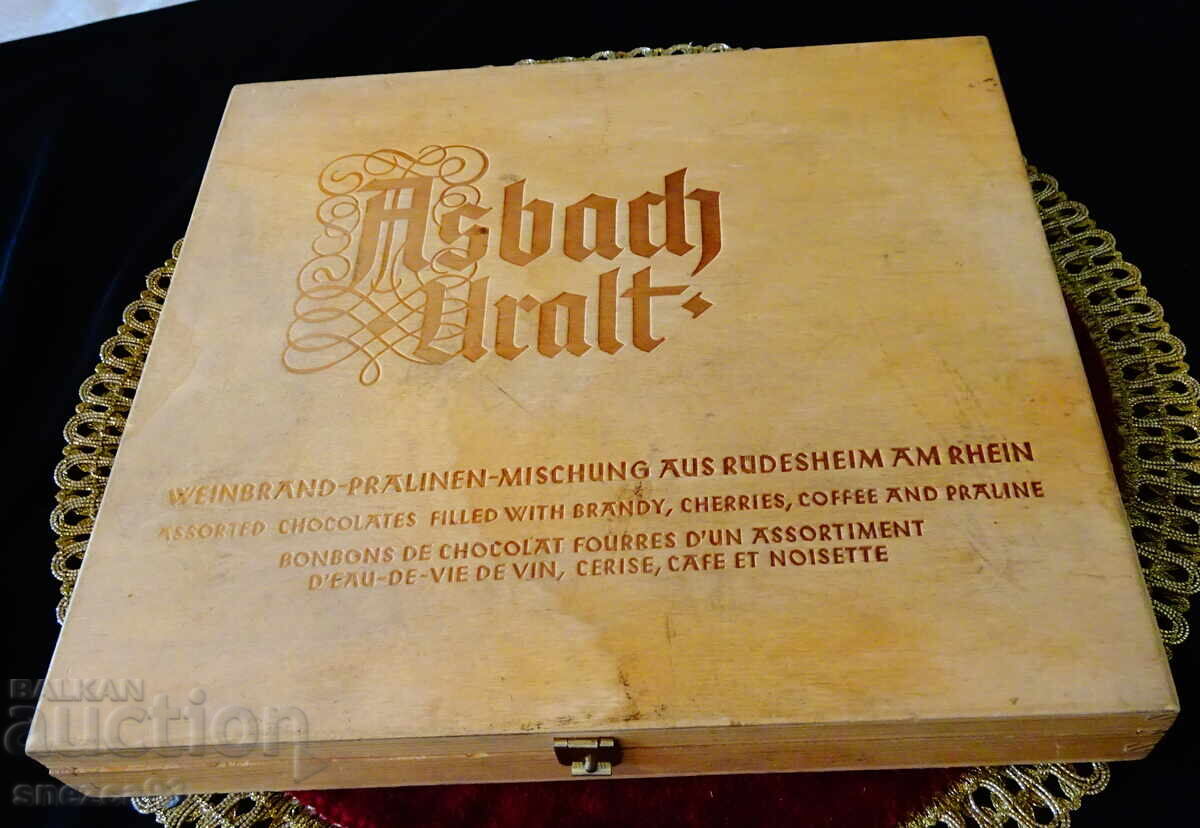 Asbach
Uralt
WEINBRAND-PRALINEN-MISCHUNG AUS RÜDESHEIM AM RHEIN
ASSORTED CHOCOLATES FILLED WITH BRANDY, CHERRIES, COFFEE AND PRALINE
BONBONS DE CHOCOLAT FOURRES D'UN ASSORTIMENT
D'EAU-DE-VIE DE VIN, CERISE, CAFE ET NOISETTE
BALKAN
auction
snezca93